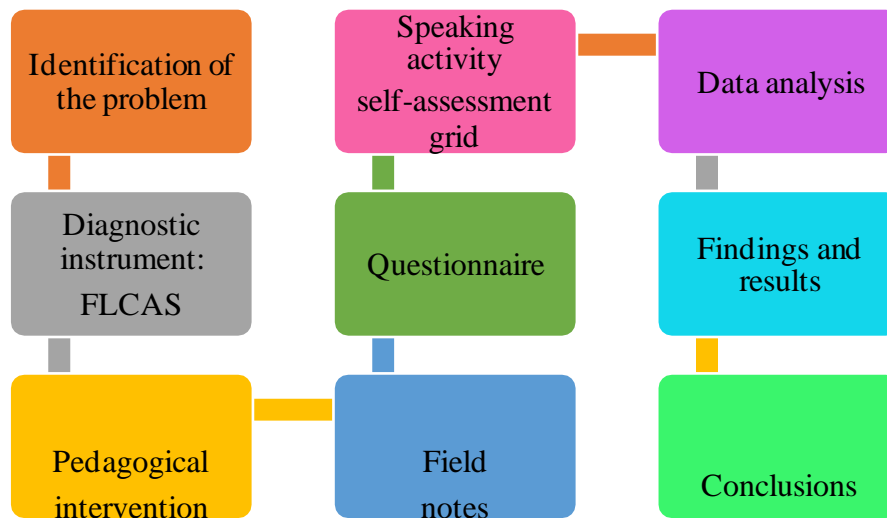 Identification of
the problem
Diagnostic
instrument:
FLCAS
Pedagogical
intervention
Field
notes
Questionnaire
Speaking
activity
self-assessment
grid
Data analysis
Findings and
results
Conclusions